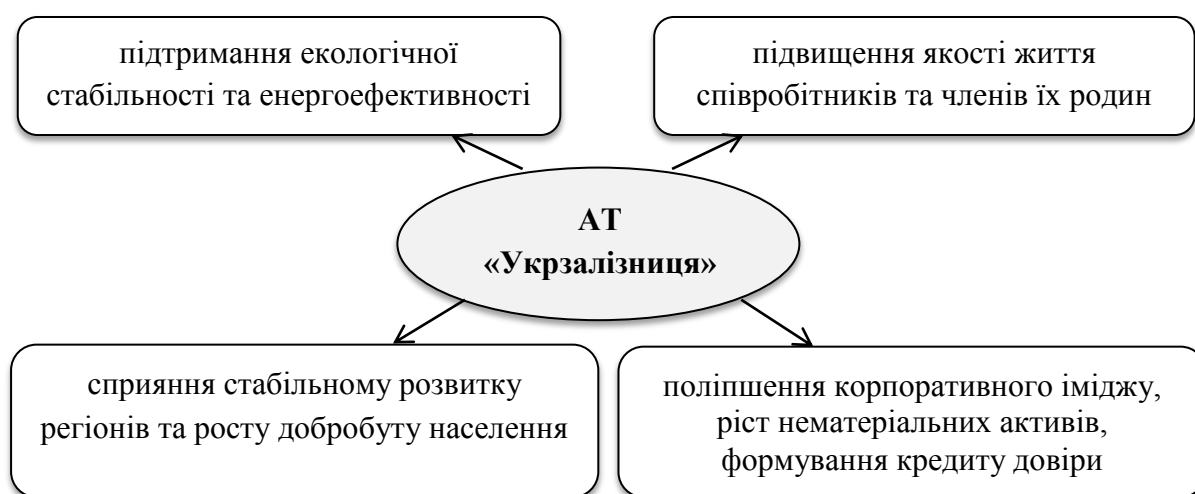 підтримання екологічної
стабільності та енергоефективності
підвищення якості життя
співробітників та членів їх родин
АТ
«Укрзалізниця»
сприяння стабільному розвитку
регіонів та росту добробуту населення
поліпшення корпоративного іміджу,
ріст нематеріальних активів,
формування кредиту довіри